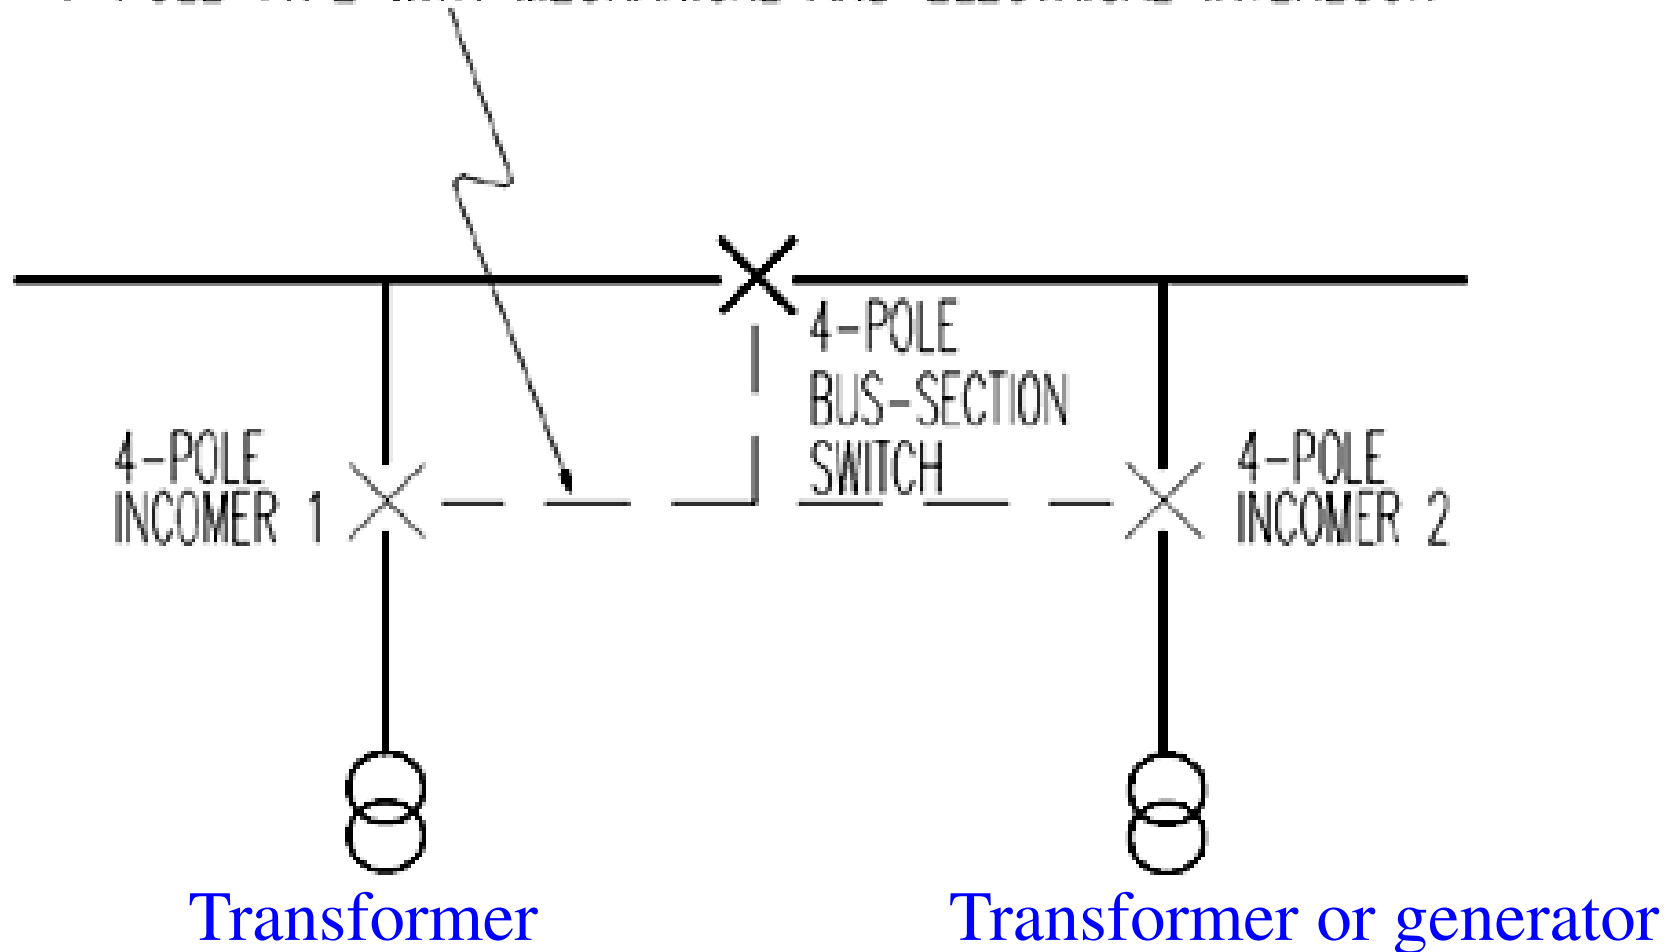 4-POLE
BUS-SECTION
SWITCH
4-POLE
INCOMER 1
4-POLE
INCOMER 2
Transformer
Transformer or generator